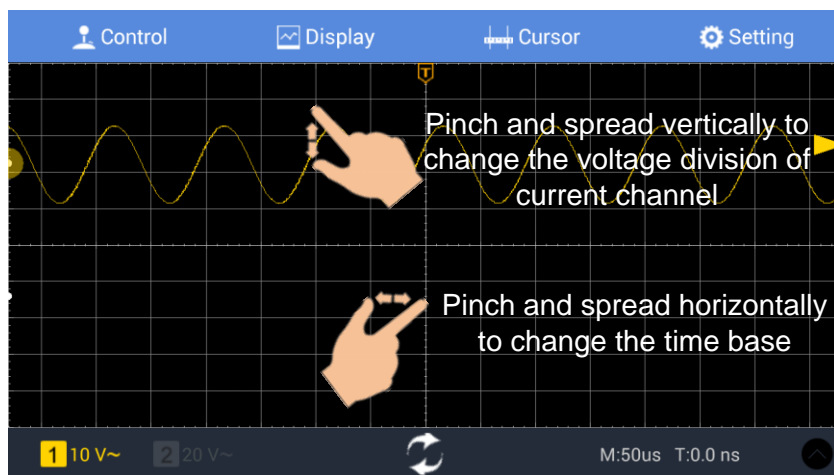 Control Display Cursor Setting
T
Pinch and spread vertically to
change the voltage division of
current channel
Pinch and spread horizontally
to change the time base
1 10 V~ 2 20 V~ M:50us T:0.0 ns